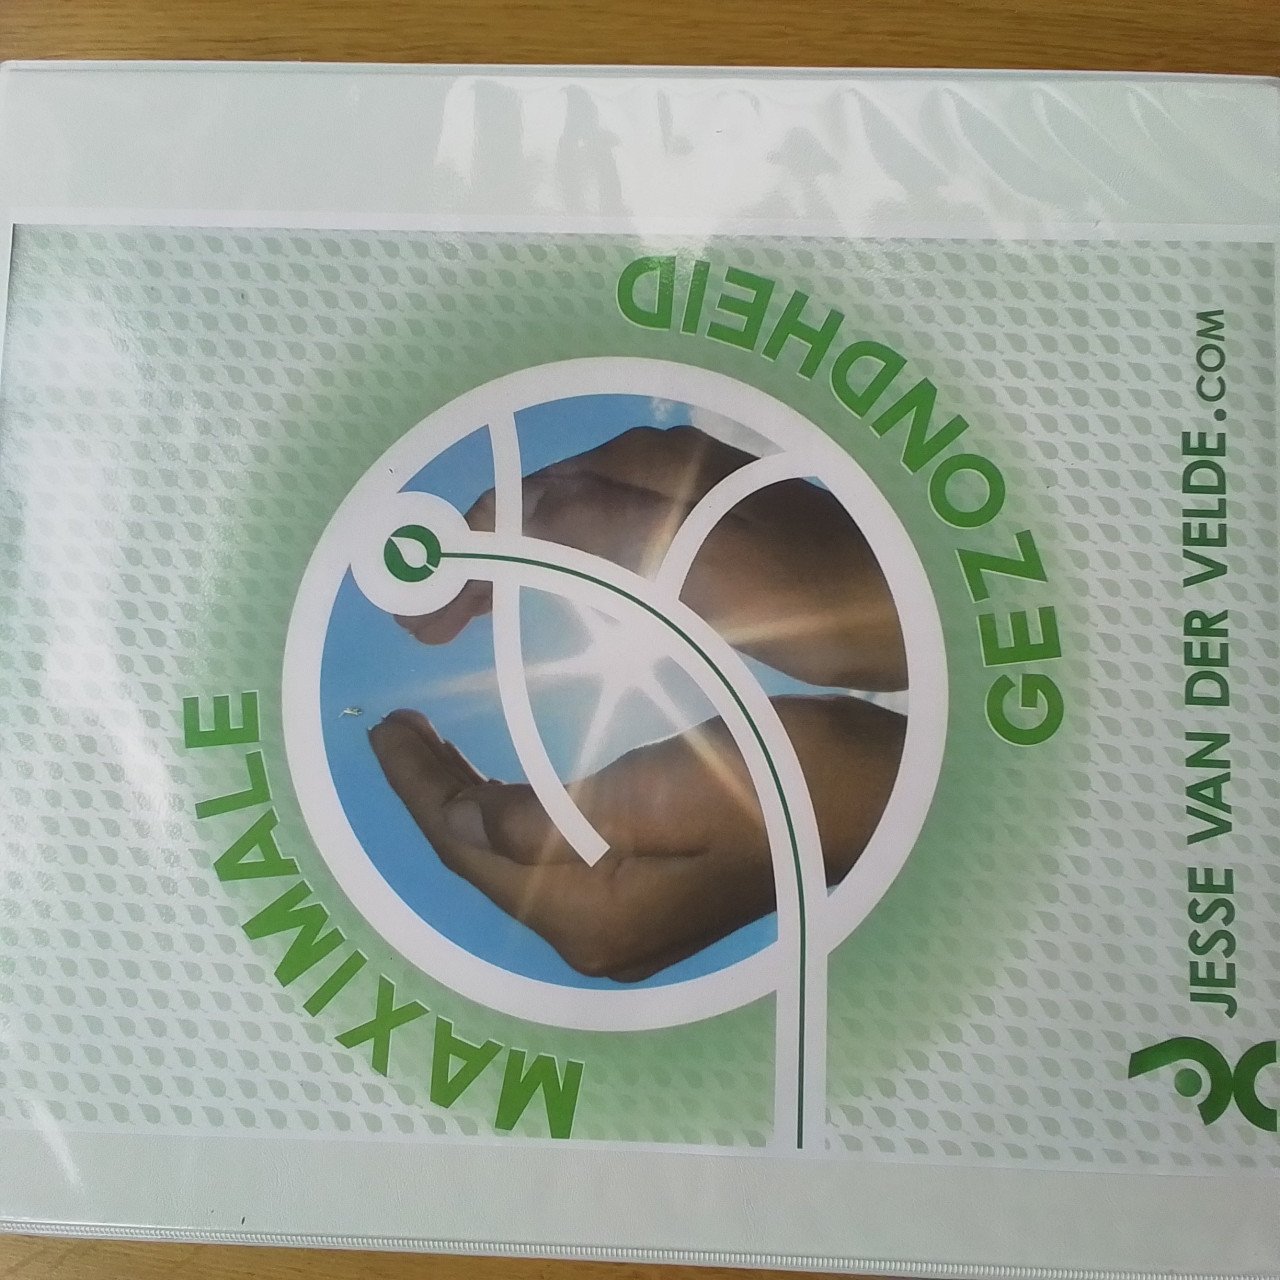 MAXIMALE
GEZONDHEID
JESSE VAN DER VELDE.COM